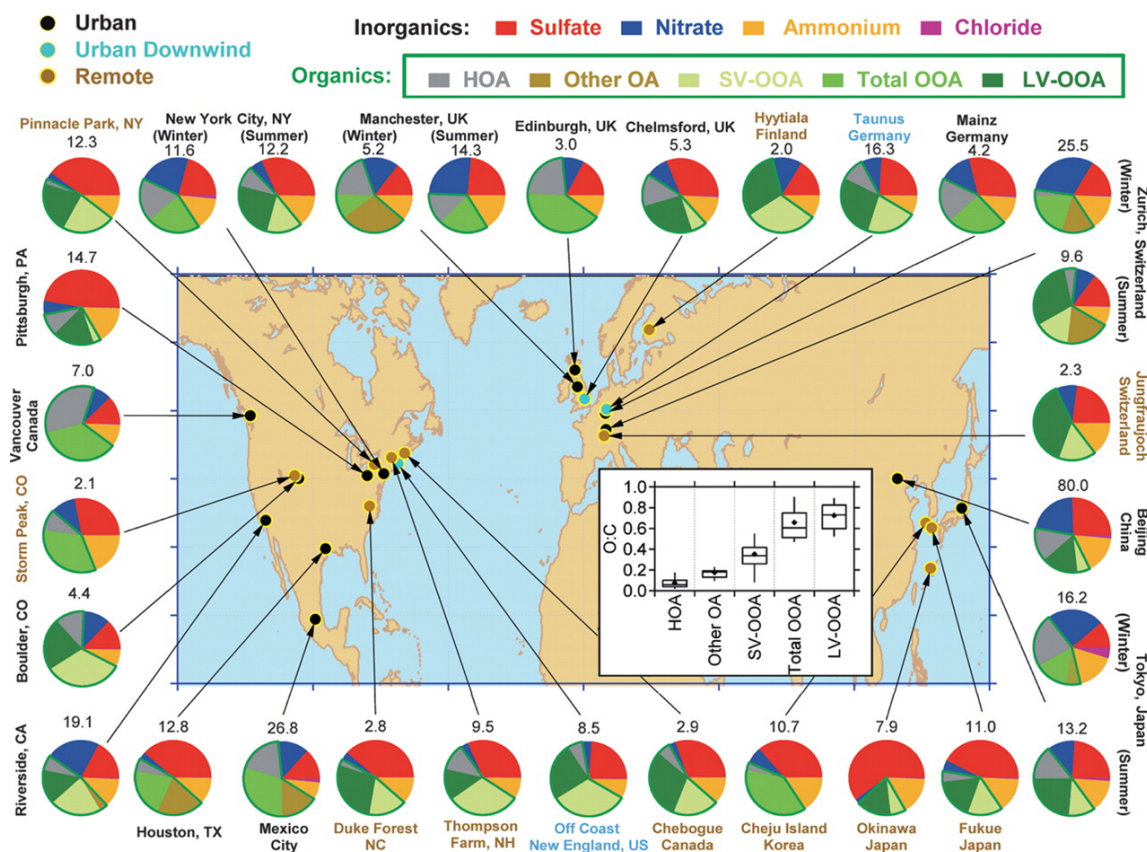 Urban
Urban Downwind
Remote
Inorganics: Sulfate Nitrate Ammonium Chloride
Organics: HOA Other OA SV-OOA Total OOA LV-OOA
Pinnacle Park, NY
12.3
New York City, NY
(Winter) (Summer)
11.6 12.2
Manchester, UK
(Winter) (Summer)
5.2 14.3
Edinburgh, UK
3.0
Chelmsford, UK
5.3
Hyytiala
Finland
2.0
Taunus
Germany
16.3
Mainz
Germany
4.2
25.5
(Winter)
Zurich, Switzerland
9.6
(Summer)
Pittsburgh, PA
14.7
Vancouver
Canada
7.0
Storm Peak, CO
2.1
Boulder, CO
4.4
Riverside, CA
19.1
Jungfraujoch
Switzerland
2.3
Beijing
China
80.0
16.2
(Winter)
Tokyo, Japan
13.2
(Summer)
O:C
1.0
0.8
0.6
0.4
0.2
0.0
HOA
Other OA
SV-OOA
Total OOA
LV-OOA
12.8
Houston, TX
26.8
Mexico
City
2.8
Duke Forest
NC
9.5
Thompson
Farm, NH
8.5
Off Coast
New England, US
2.9
Chebogue
Canada
10.7
Cheju Island
Korea
7.9
Okinawa
Japan
11.0
Fukue
Japan